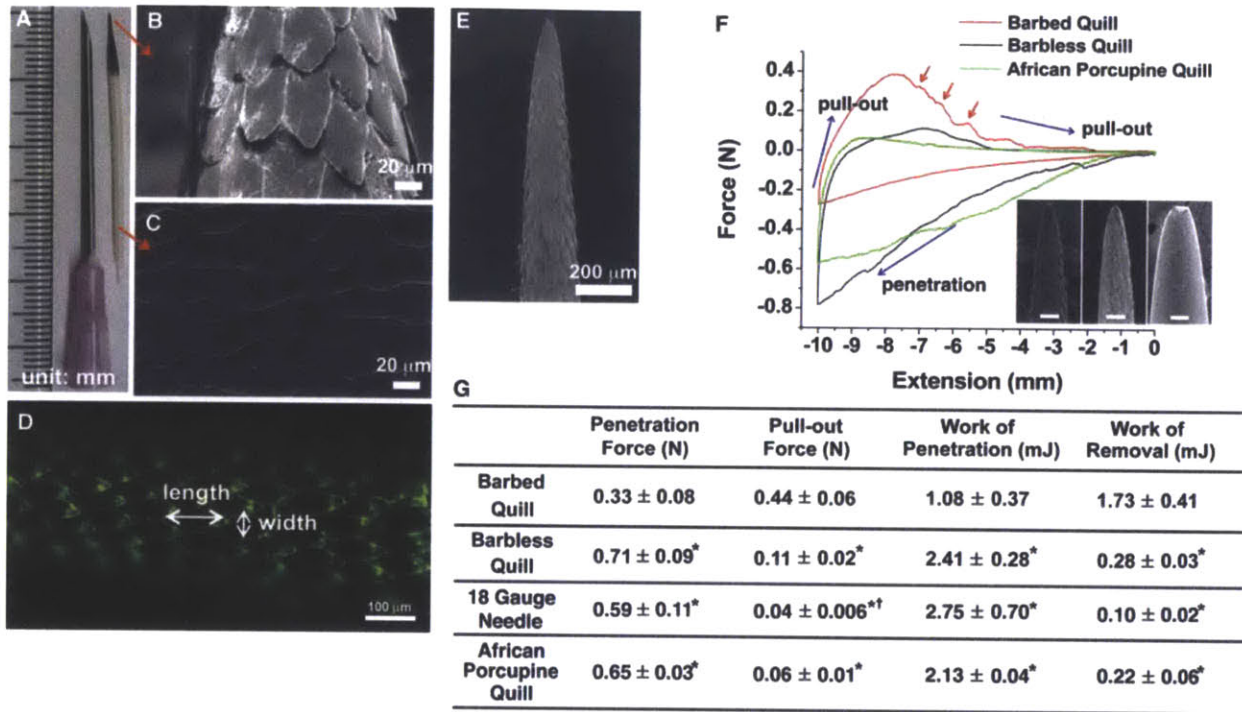 A
unit: mm
B
20 μm
C
20 μm
D
length
width
100 μm
E
200 μm
F
Barbed Quill
Barbless Quill
African Porcupine Quill
Force (N)
0.4
0.2
0.0
-0.2
-0.4
-0.6
-0.8
pull-out
pull-out
penetration
-10 -9 -8 -7 -6 -5 -4 -3 -2 -1 0
Extension (mm)
G
Penetration Force (N) Pull-out Force (N) Work of Penetration (mJ) Work of Removal (mJ)
Barbed Quill 0.33 ± 0.08 0.44 ± 0.06 1.08 ± 0.37 1.73 ± 0.41
Barbless Quill 0.71 ± 0.09* 0.11 ± 0.02* 2.41 ± 0.28* 0.28 ± 0.03*
18 Gauge Needle 0.59 ± 0.11* 0.04 ± 0.006*† 2.75 ± 0.70* 0.10 ± 0.02*
African Porcupine Quill 0.65 ± 0.03* 0.06 ± 0.01* 2.13 ± 0.04* 0.22 ± 0.06*